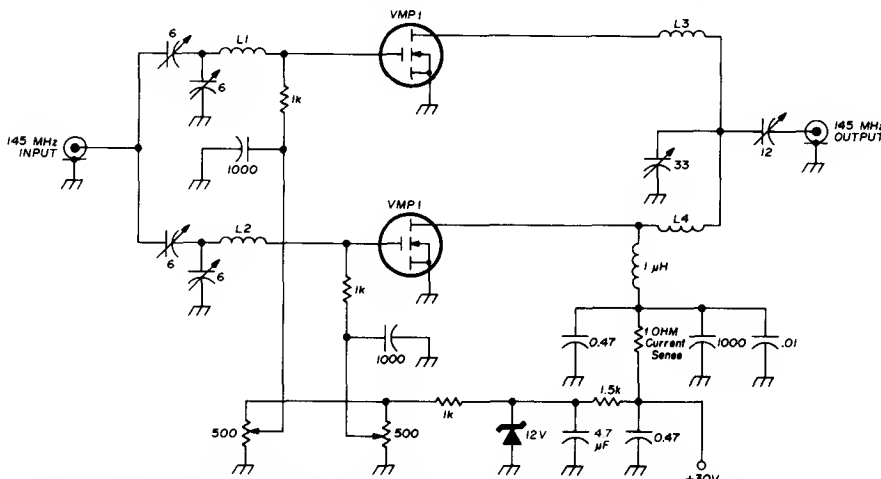 VMP1
L3
6
L1
6
1k
145 MHz
INPUT
1000
33
12
145 MHz
OUTPUT
VMP1
L4
6
L2
6
1k
1 µH
1000
0.47
1 OHM
Current
Sense
1000
.01
1.5k
500
500
1k
12V
4.7
µF
0.47
+30V